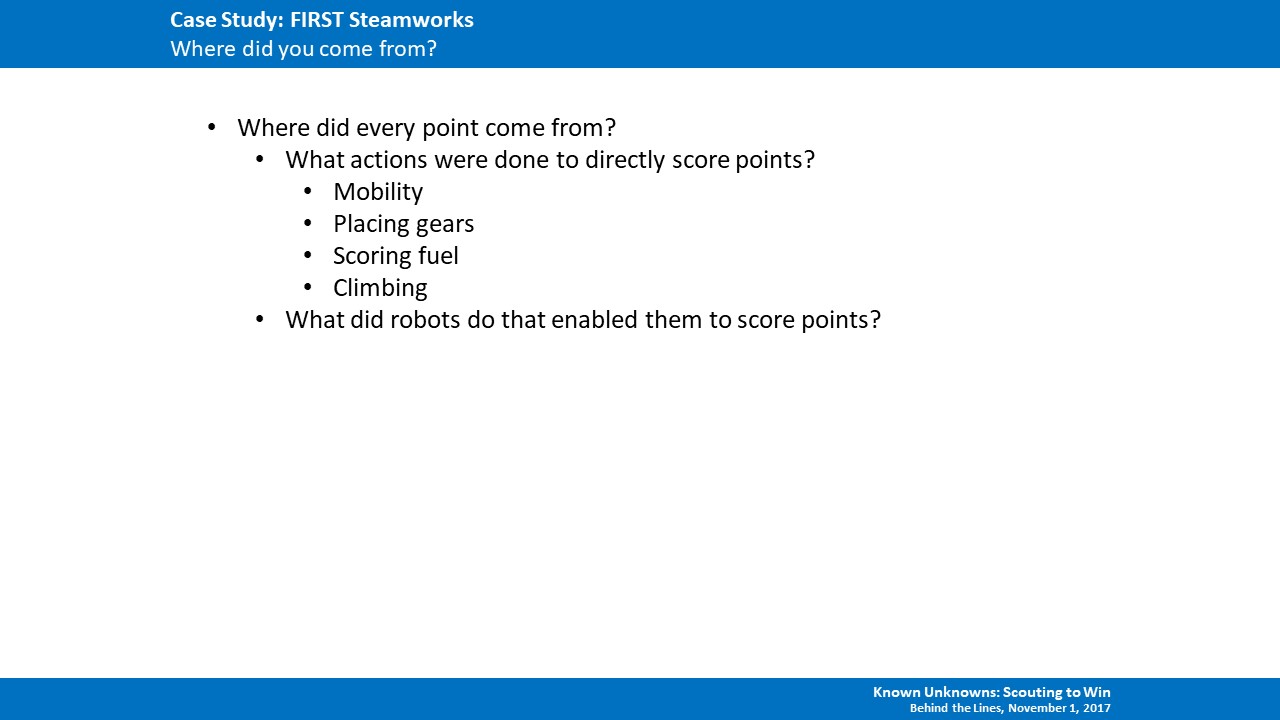 Case Study: FIRST Steamworks
Where did you come from?
• Where did every point come from?
• What actions were done to directly score points?
• Mobility
• Placing gears
• Scoring fuel
• Climbing
• What did robots do that enabled them to score points?
Known Unknowns: Scouting to Win
Behind the Lines, November 1, 2017